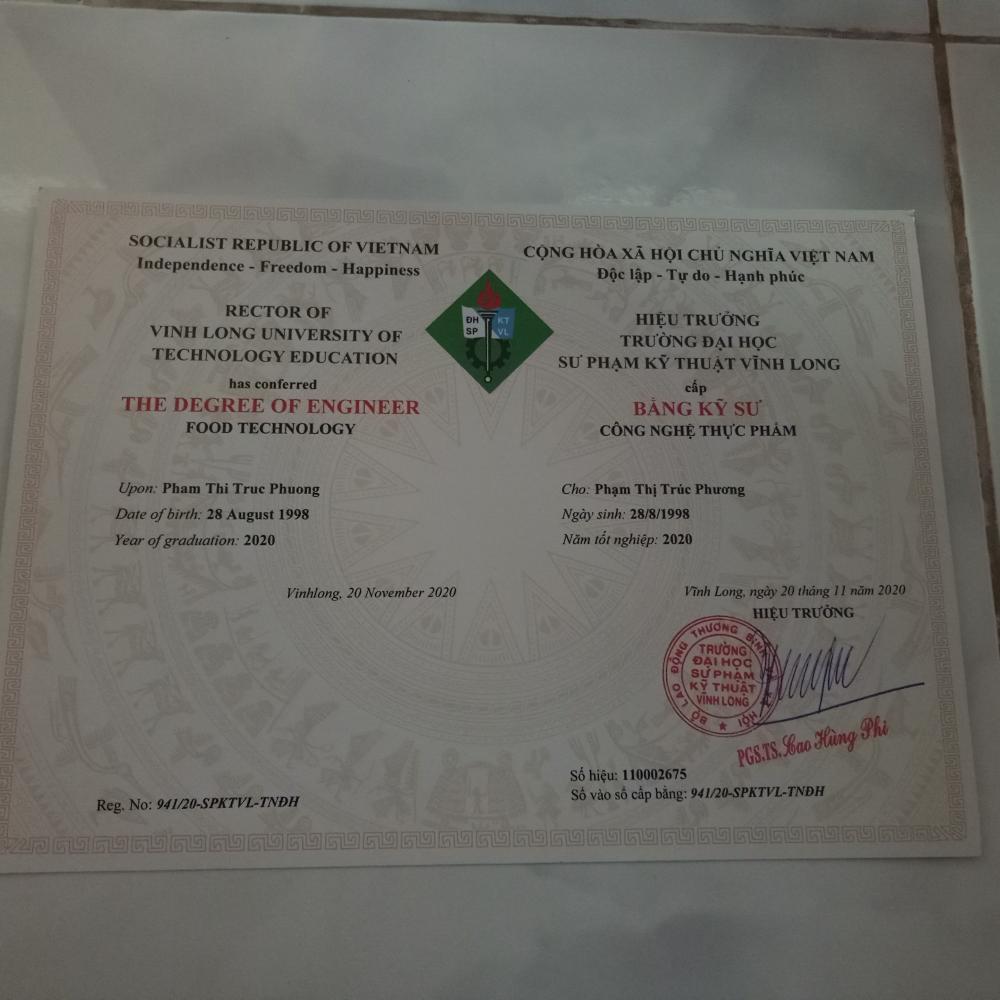 SOCIALIST REPUBLIC OF VIETNAM
Independence - Freedom - Happiness
RECTOR OF
VINH LONG UNIVERSITY OF
TECHNOLOGY EDUCATION
has conferred
THE DEGREE OF ENGINEER
FOOD TECHNOLOGY
Upon: Pham Thi Truc Phuong
Date of birth: 28 August 1998
Year of graduation: 2020
Vinhlong, 20 November 2020
Reg. No: 941/20-SPKTVL-TNĐH
ĐH KT
SP VL
CỘNG HÒA XÃ HỘI CHỦ NGHĨA VIỆT NAM
Độc lập - Tự do - Hạnh phúc
HIỆU TRƯỞNG
TRƯỜNG ĐẠI HỌC
SƯ PHẠM KỸ THUẬT VĨNH LONG
cấp
BẰNG KỸ SƯ
CÔNG NGHỆ THỰC PHẨM
Cho: Phạm Thị Trúc Phương
Ngày sinh: 28/8/1998
Năm tốt nghiệp: 2020
Vĩnh Long, ngày 20 tháng 11 năm 2020
HIỆU TRƯỞNG
BỘ LAO ĐỘNG THƯƠNG BINH XÃ HỘI
TRƯỜNG
ĐẠI HỌC
SƯ PHẠM
KỸ THUẬT
VĨNH LONG
PGS.TS. Cao Hùng Phi
Số hiệu: 110002675
Số vào sổ cấp bằng: 941/20-SPKTVL-TNĐH